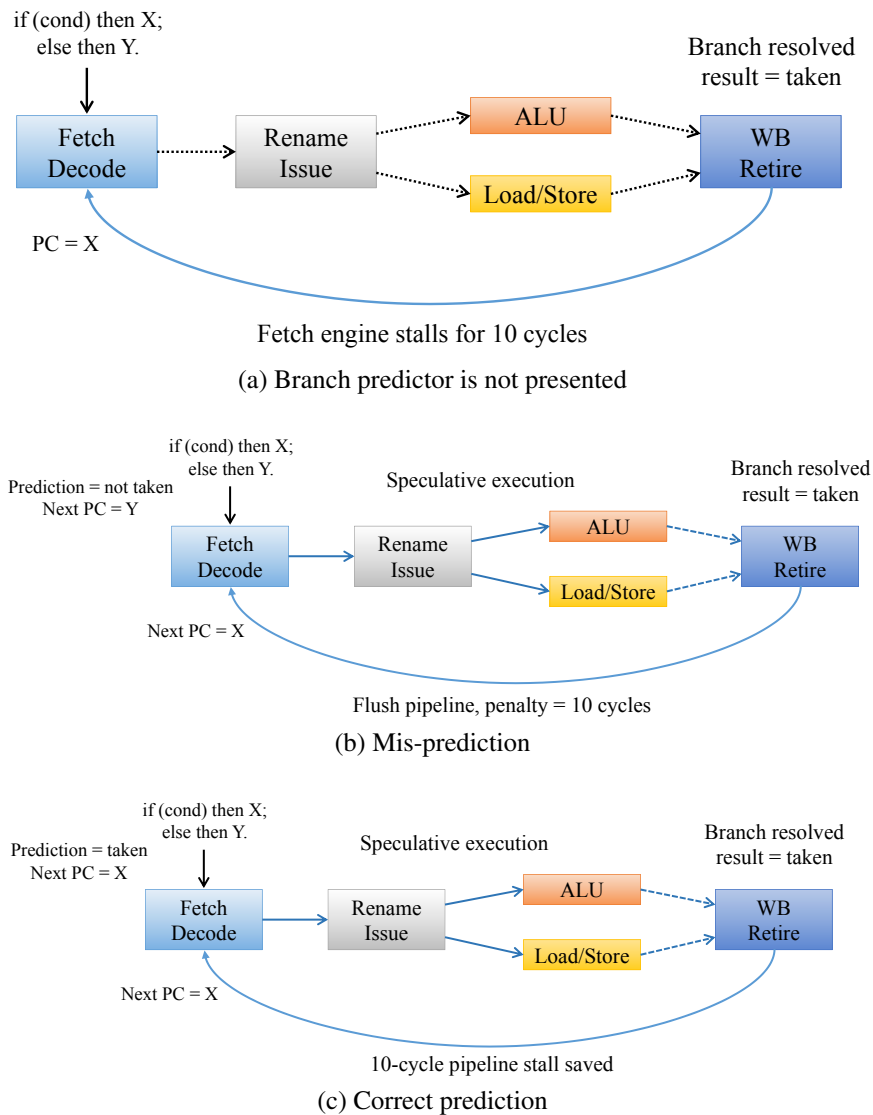 if (cond) then X;
else then Y.
Branch resolved
result = taken
Fetch
Decode
Rename
Issue
ALU
Load/Store
WB
Retire
PC = X
Fetch engine stalls for 10 cycles
(a) Branch predictor is not presented
if (cond) then X;
else then Y.
Prediction = not taken
Next PC = Y
Speculative execution
Branch resolved
result = taken
Fetch
Decode
Rename
Issue
ALU
Load/Store
WB
Retire
Next PC = X
Flush pipeline, penalty = 10 cycles
(b) Mis-prediction
if (cond) then X;
else then Y.
Prediction = taken
Next PC = X
Speculative execution
Branch resolved
result = taken
Fetch
Decode
Rename
Issue
ALU
Load/Store
WB
Retire
Next PC = X
10-cycle pipeline stall saved
(c) Correct prediction